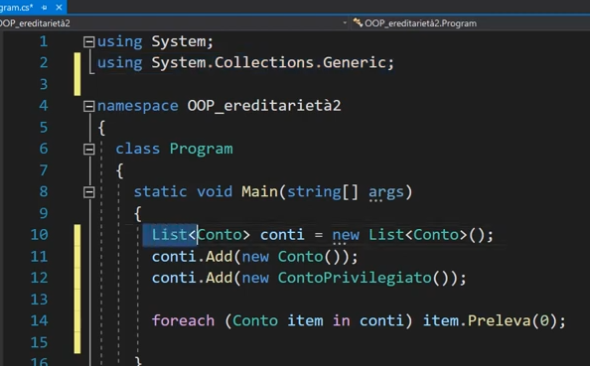 gram.cs*
OOP_ereditarietà2
OOP_ereditarietà2.Program
1 using System;
2 using System.Collections.Generic;
3
4 namespace OOP_ereditarietà2
5 {
6 class Program
7 {
8 static void Main(string[] args)
9 {
10 List<Conto> conti = new List<Conto>();
11 conti.Add(new Conto());
12 conti.Add(new ContoPrivilegiato());
13
14 foreach (Conto item in conti) item.Preleva(0);
15
16 }